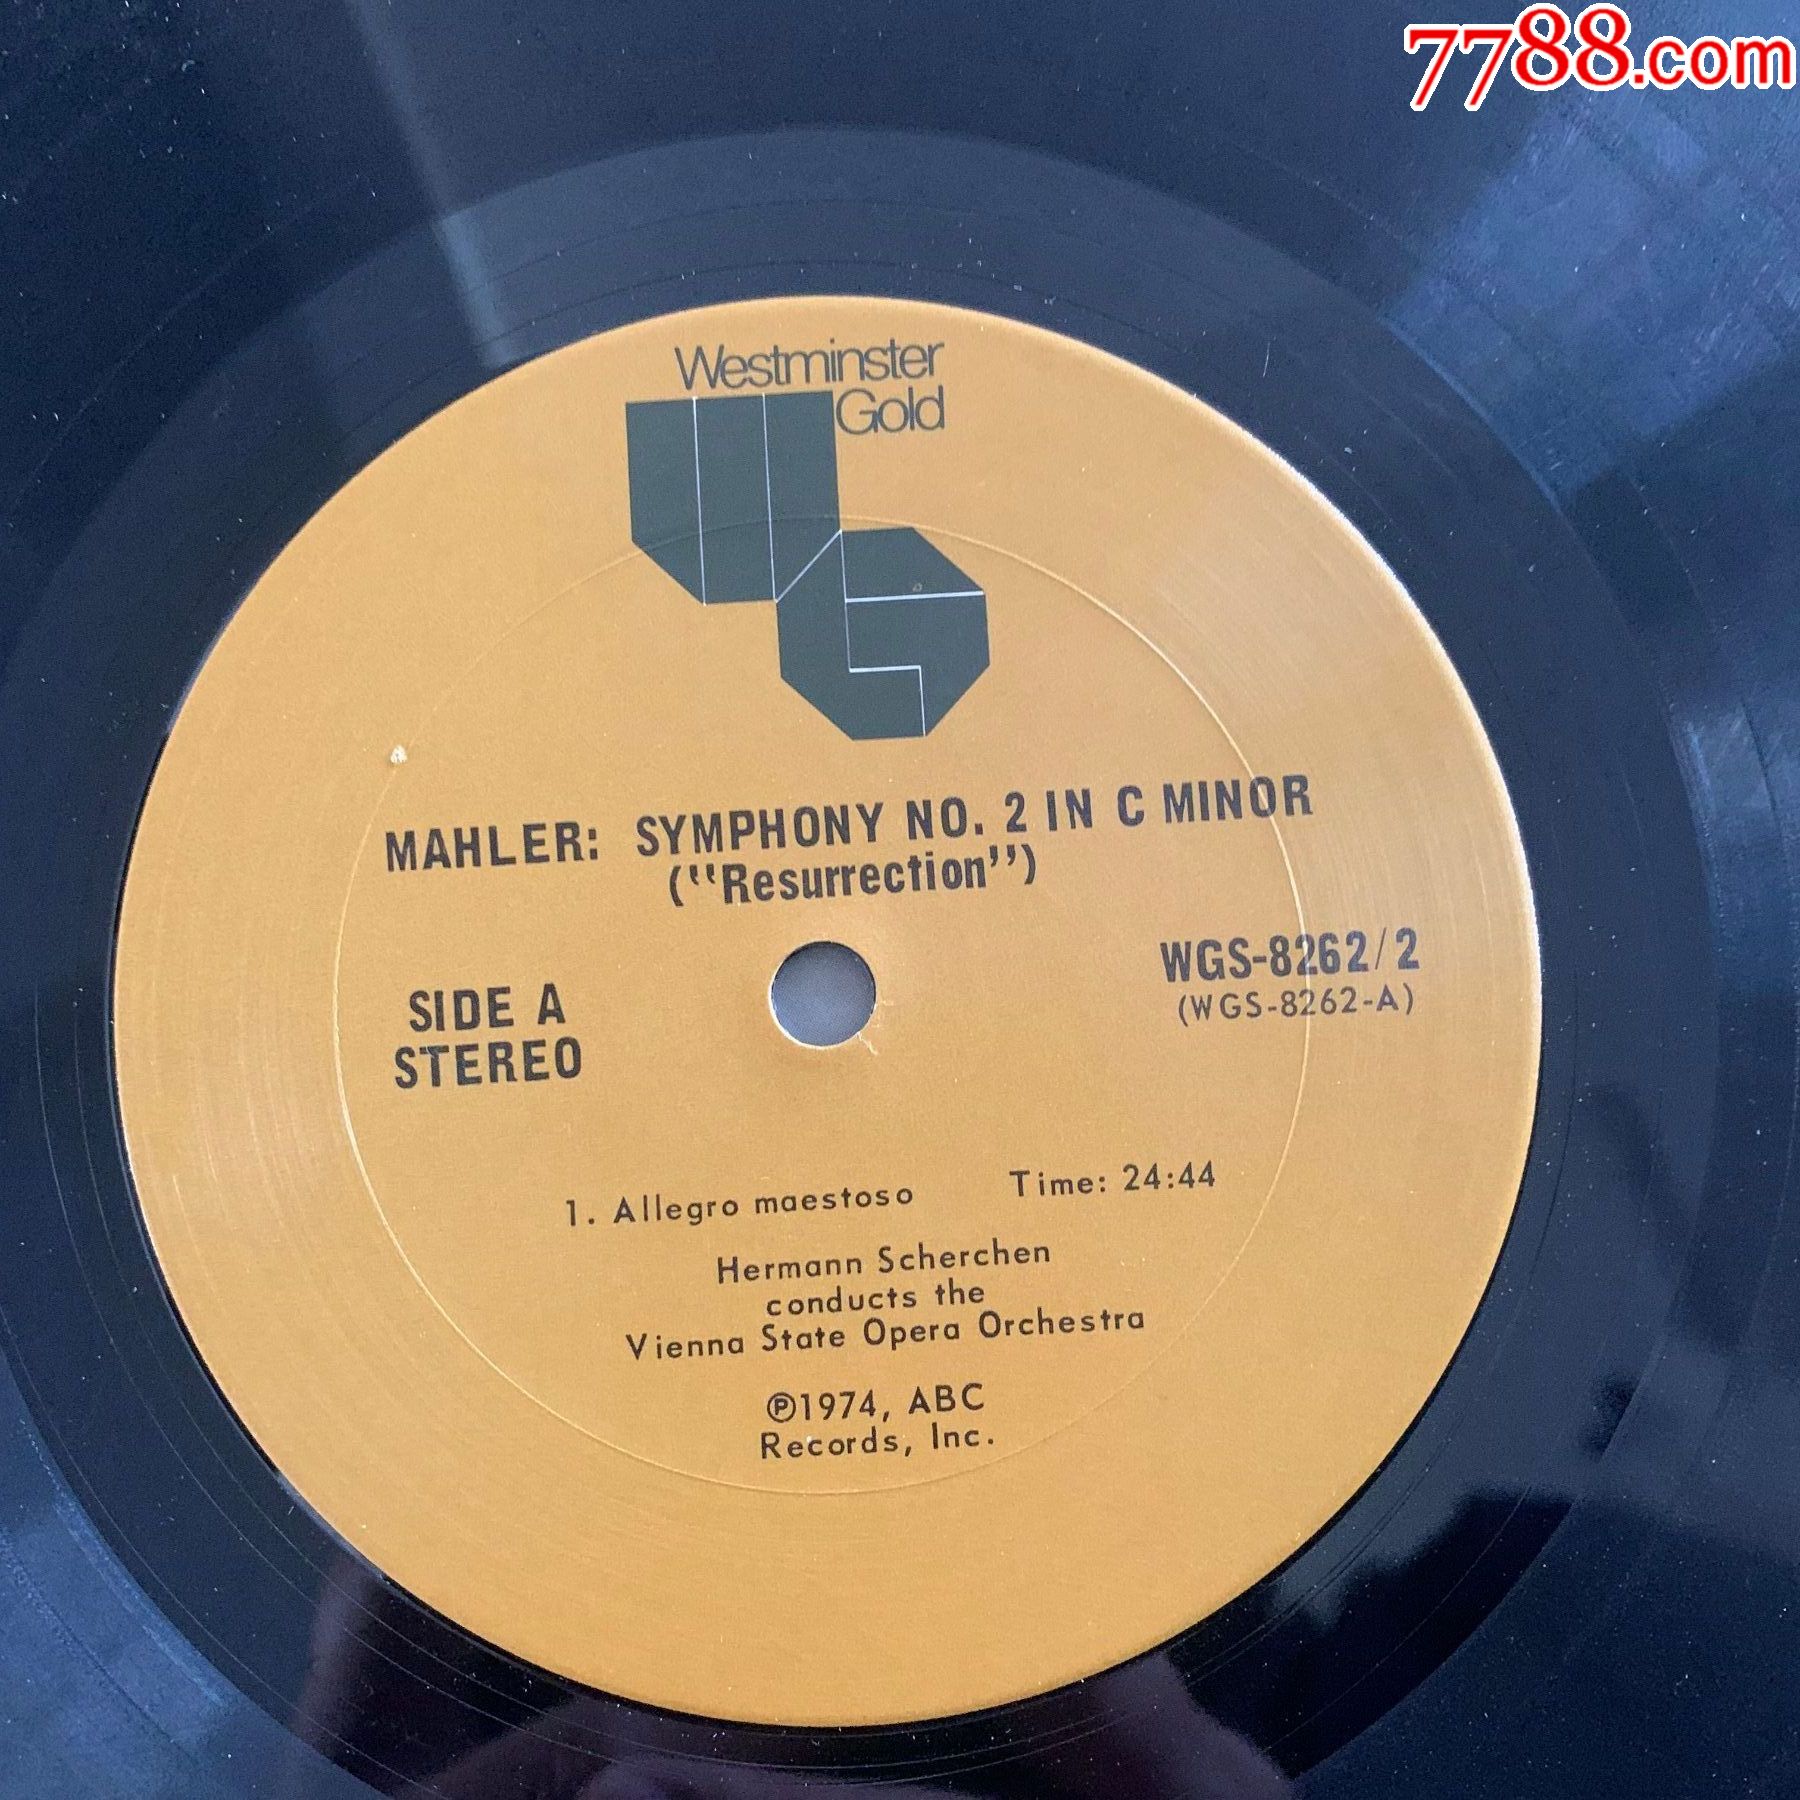 7788.com
Westminster
Gold
MAHLER: SYMPHONY NO. 2 IN C MINOR
(“Resurrection”)
WGS-8262/2
(WGS-8262-A)
SIDE A
STEREO
1. Allegro maestoso Time: 24:44
Hermann Scherchen
conducts the
Vienna State Opera Orchestra
℗1974, ABC
Records, Inc.